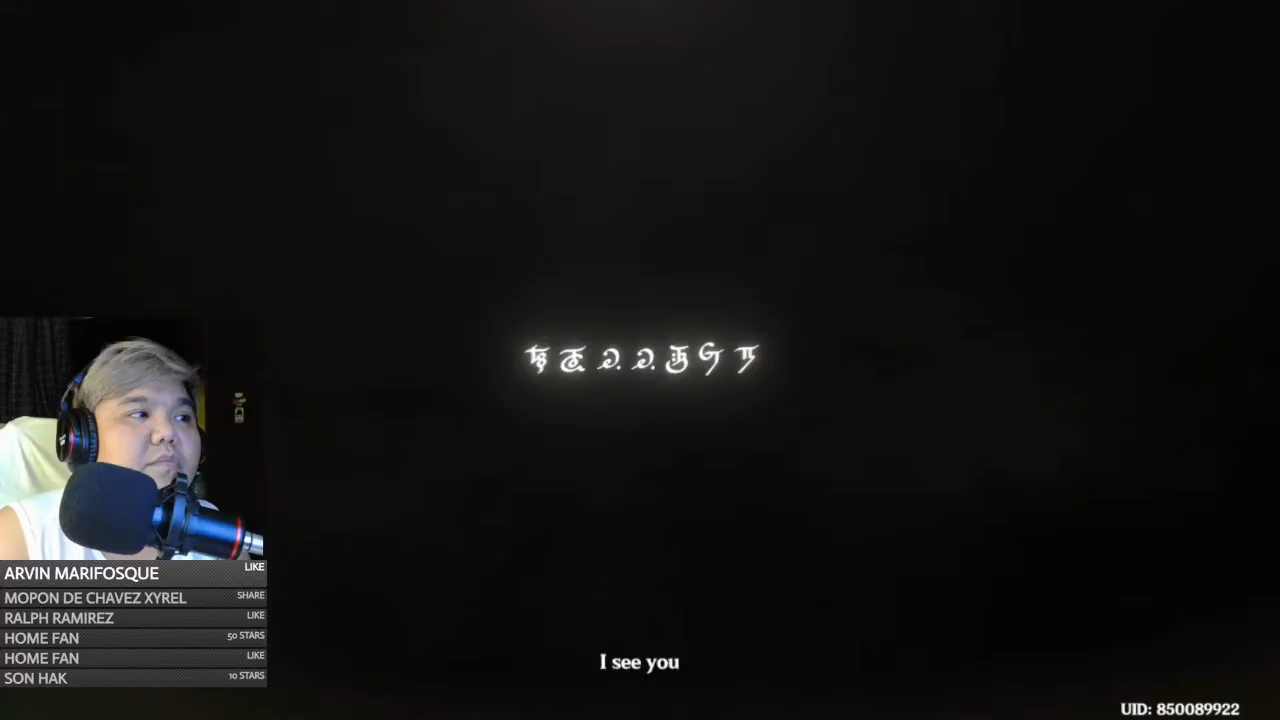 ARVIN MARIFOSQUE LIKE
MOPON DE CHAVEZ XYREL SHARE
RALPH RAMIREZ LIKE
HOME FAN 50 STARS
HOME FAN LIKE
SON HAK 10 STARS
I see you
UID: 850089922